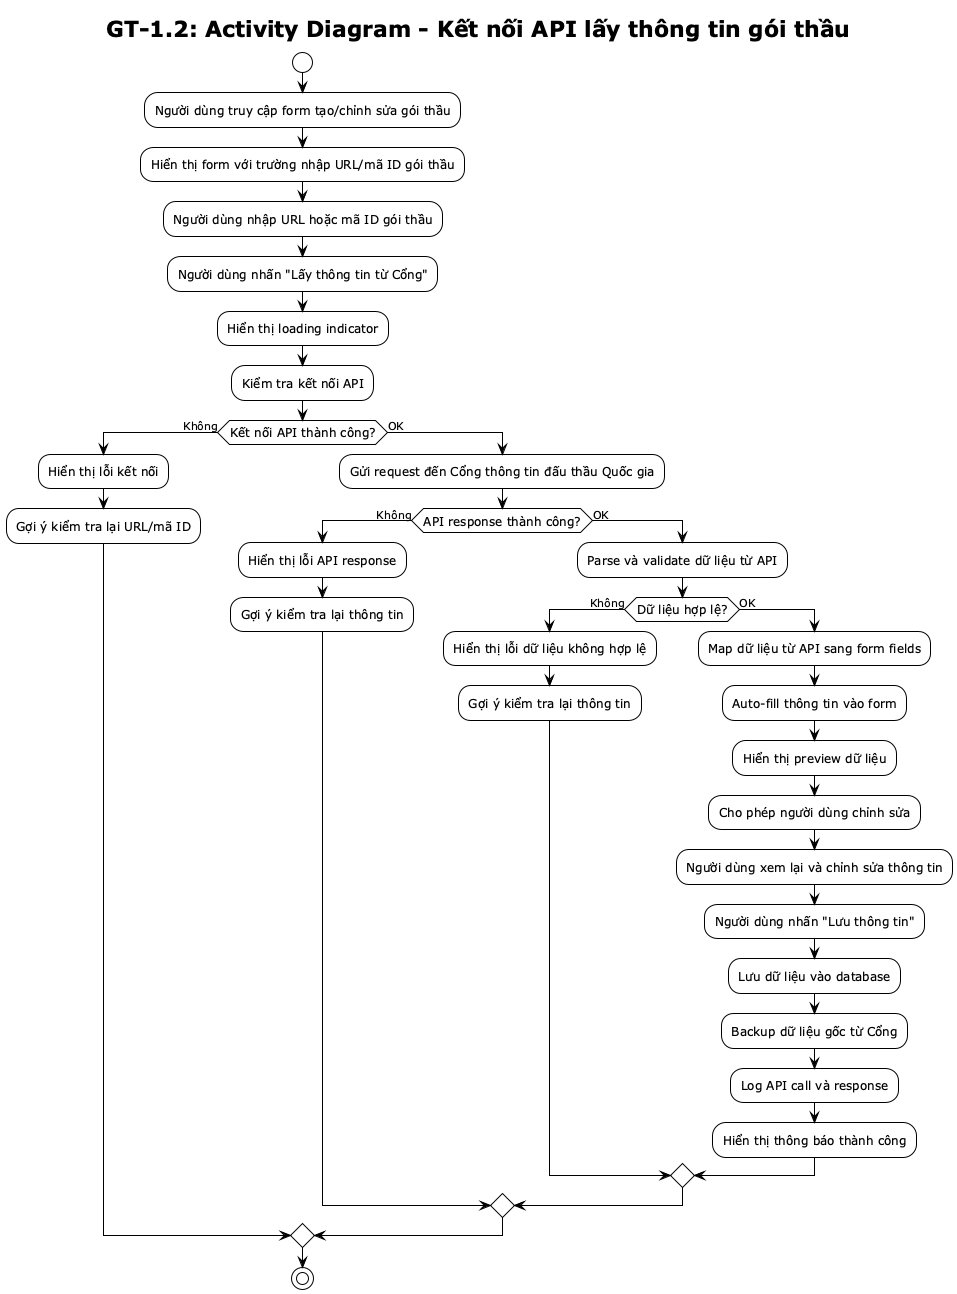 GT-1.2: Activity Diagram - Kết nối API lấy thông tin gói thầu
Người dùng truy cập form tạo/chỉnh sửa gói thầu
Hiển thị form với trường nhập URL/mã ID gói thầu
Người dùng nhập URL hoặc mã ID gói thầu
Người dùng nhấn "Lấy thông tin từ Cổng"
Hiển thị loading indicator
Kiểm tra kết nối API
Kết nối API thành công?
Không
OK
Hiển thị lỗi kết nối
Gợi ý kiểm tra lại URL/mã ID
Gửi request đến Cổng thông tin đấu thầu Quốc gia
API response thành công?
Không
OK
Hiển thị lỗi API response
Gợi ý kiểm tra lại thông tin
Parse và validate dữ liệu từ API
Dữ liệu hợp lệ?
Không
OK
Hiển thị lỗi dữ liệu không hợp lệ
Gợi ý kiểm tra lại thông tin
Map dữ liệu từ API sang form fields
Auto-fill thông tin vào form
Hiển thị preview dữ liệu
Cho phép người dùng chỉnh sửa
Người dùng xem lại và chỉnh sửa thông tin
Người dùng nhấn "Lưu thông tin"
Lưu dữ liệu vào database
Backup dữ liệu gốc từ Cổng
Log API call và response
Hiển thị thông báo thành công